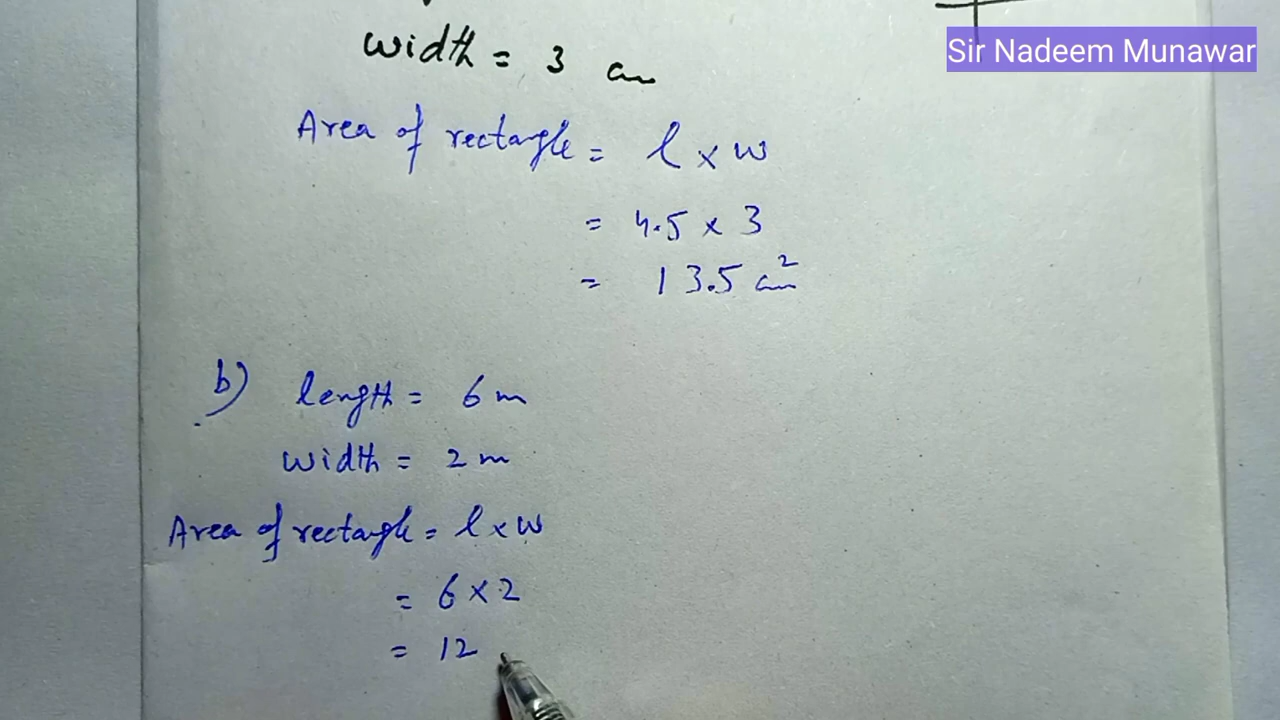 Sir Nadeem Munawar
width = 3 cm
Area of rectangle = l × w
= 4.5 × 3
= 13.5 cm²
b) length = 6 m
width = 2 m
Area of rectangle = l × w
= 6 × 2
= 12